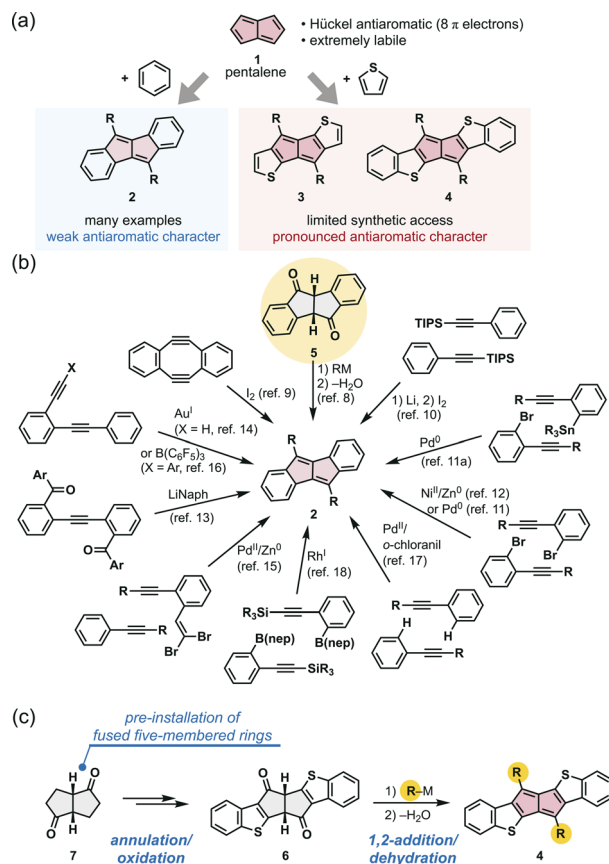 (a)
• Hückel antiaromatic (8 π electrons)
• extremely labile
1
pentalene
+
+
S
R
R
2
many examples
weak antiaromatic character
R
S
S
R
3
R
S
S
R
4
limited synthetic access
pronounced antiaromatic character
(b)
O
H
H
O
5
1) RM
2) –H₂O
(ref. 8)
I₂ (ref. 9)
TIPS
TIPS
1) Li, 2) I₂
(ref. 10)
X
Auᴵ
(X = H, ref. 14)
or B(C₆F₅)₃
(X = Ar, ref. 16)
R
Br
R₃Sn
R
Pd⁰
(ref. 11a)
R
R
2
Ar
O
O
Ar
LiNaph
(ref. 13)
Niᴵᴵ/Zn⁰ (ref. 12)
or Pd⁰ (ref. 11)
R
Br
Br
R
Pdᴵᴵ/Zn⁰
(ref. 15)
R
R
Br
Br
Rhᴵ
(ref. 18)
R₃Si
B(nep)
B(nep)
SiR₃
Pdᴵᴵ/
o-chloranil
(ref. 17)
R
H
H
R
(c)
pre-installation of
fused five-membered rings
H
O
O
H
7
annulation/
oxidation
O
H
S
S
H
O
6
1) R–M
2) –H₂O
1,2-addition/
dehydration
R
S
S
R
4